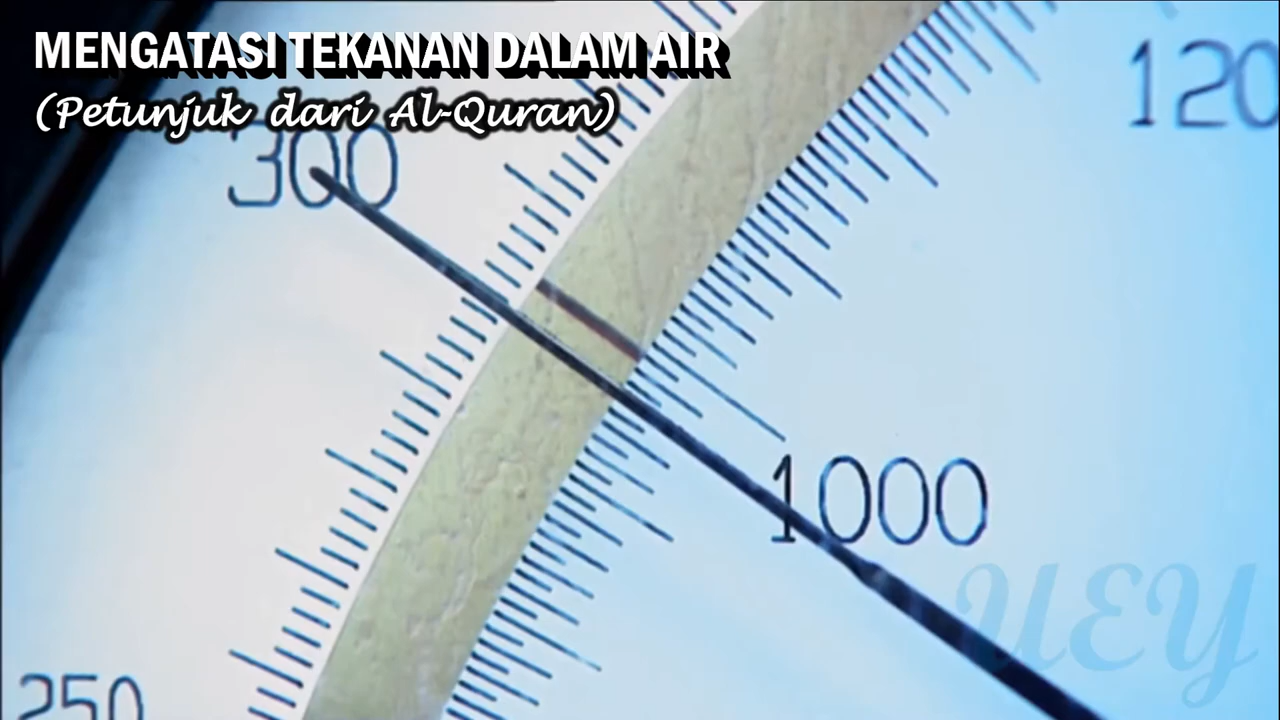 MENGATASI TEKANAN DALAM AIR
(Petunjuk dari Al-Quran)
300
120
1000
UEY
250